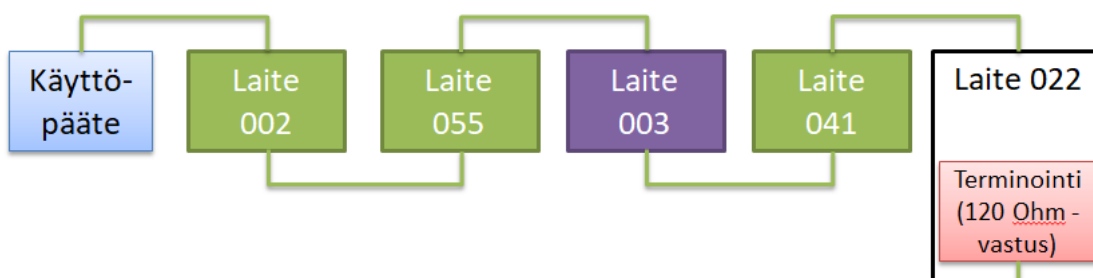 Käyttö-
pääte
Laite
002
Laite
055
Laite
003
Laite
041
Laite 022
Terminointi
(120 Ohm -
vastus)